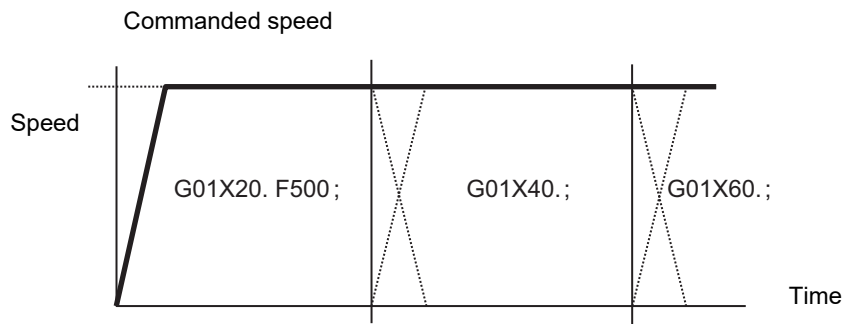 Commanded speed
Speed
G01X20. F500 ;
G01X40. ;
G01X60. ;
Time